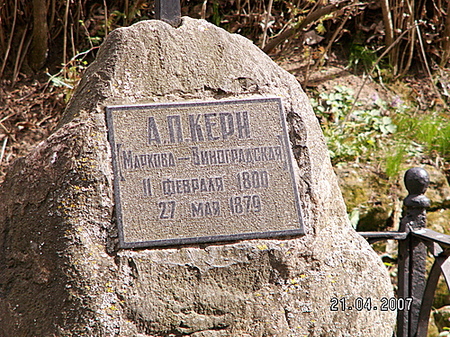 А.П.КЕРН
МАРКОВА—ВИНОГРАДСКАЯ
11 ФЕВРАЛЯ 1800
27 МАЯ 1879
21.04.2007